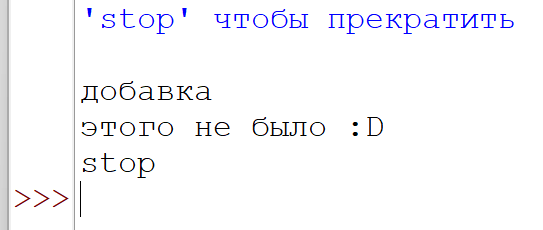 'stop' чтобы прекратить
добавка
этого не было :D
stop
>>>